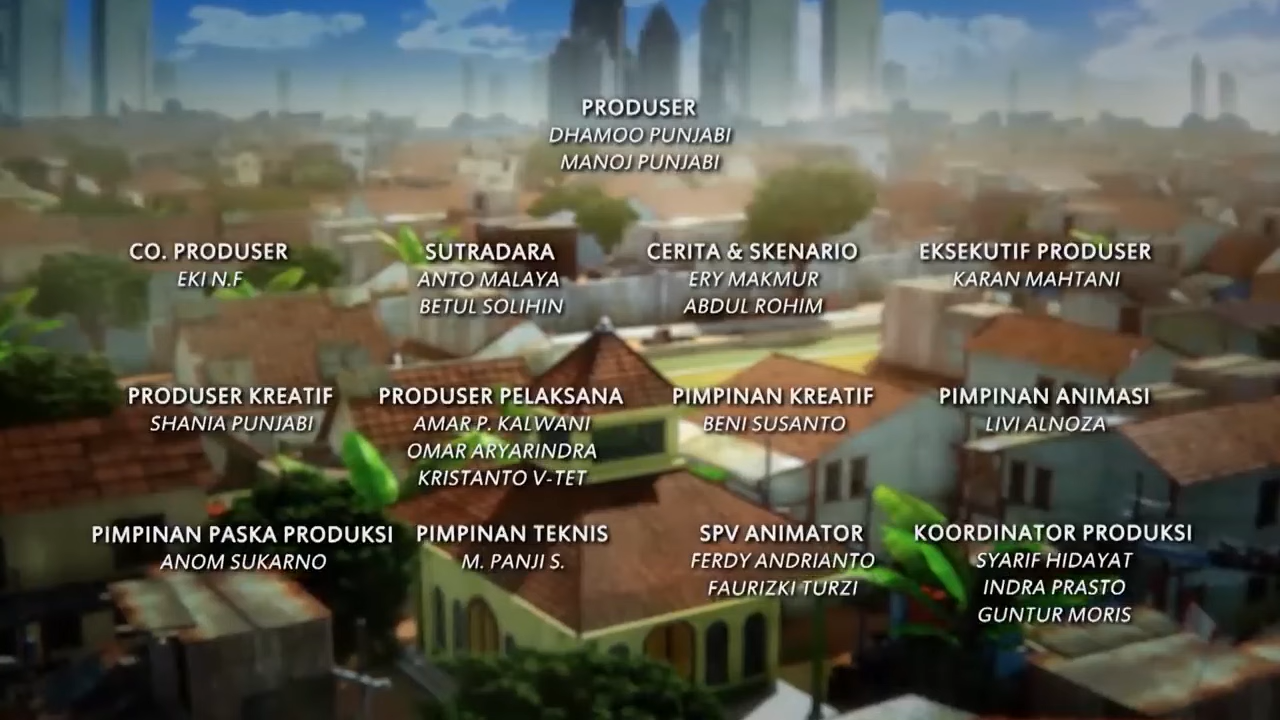 PRODUSER
DHAMOO PUNJABI
MANOJ PUNJABI
CO. PRODUSER
EKI N.F
SUTRADARA
ANTO MALAYA
BETUL SOLIHIN
CERITA & SKENARIO
ERY MAKMUR
ABDUL ROHIM
EKSEKUTIF PRODUSER
KARAN MAHTANI
PRODUSER KREATIF
SHANIA PUNJABI
PRODUSER PELAKSANA
AMAR P. KALWANI
OMAR ARYARINDRA
KRISTANTO V-TET
PIMPINAN KREATIF
BENI SUSANTO
PIMPINAN ANIMASI
LIVI ALNOZA
PIMPINAN PASKA PRODUKSI
ANOM SUKARNO
PIMPINAN TEKNIS
M. PANJI S.
SPV ANIMATOR
FERDY ANDRIANTO
FAURIZKI TURZI
KOORDINATOR PRODUKSI
SYARIF HIDAYAT
INDRA PRASTO
GUNTUR MORIS